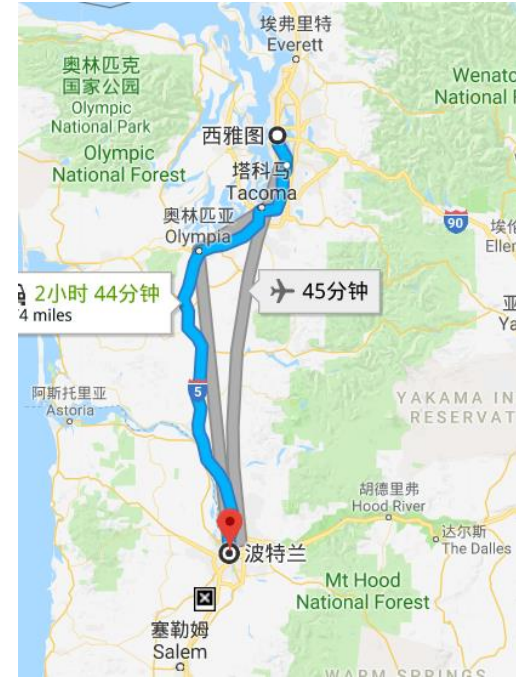 埃弗里特
Everett
奥林匹克
国家公园
Olympic
National Park
Olympic
National Forest
西雅图
塔科马
Tacoma
奥林匹亚
Olympia
90
2小时 44分钟
4 miles
45分钟
5
阿斯托里亚
Astoria
YAKAMA IN
RESERVAT
胡德里弗
Hood River
达尔斯
The Dalles
波特兰
Mt Hood
National Forest
塞勒姆
Salem
WARM SPRINGS